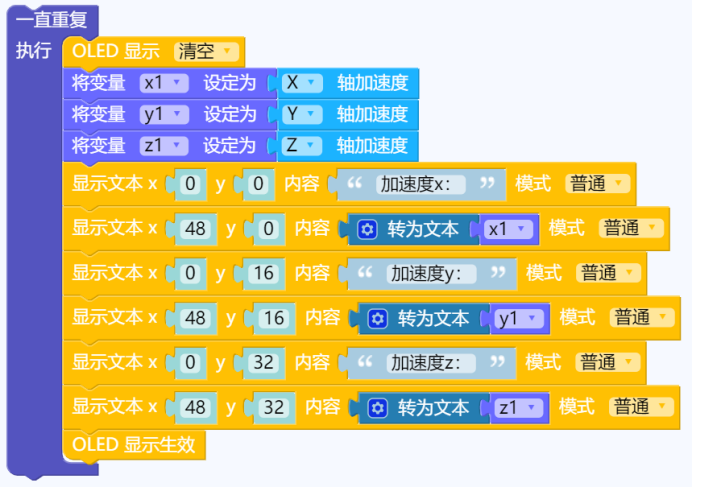 一直重复
执行 OLED 显示 清空
将变量 x1 设定为 X 轴加速度
将变量 y1 设定为 Y 轴加速度
将变量 z1 设定为 Z 轴加速度
显示文本 x 0 y 0 内容 “ 加速度x： ” 模式 普通
显示文本 x 48 y 0 内容 转为文本 x1 模式 普通
显示文本 x 0 y 16 内容 “ 加速度y： ” 模式 普通
显示文本 x 48 y 16 内容 转为文本 y1 模式 普通
显示文本 x 0 y 32 内容 “ 加速度z： ” 模式 普通
显示文本 x 48 y 32 内容 转为文本 z1 模式 普通
OLED 显示生效